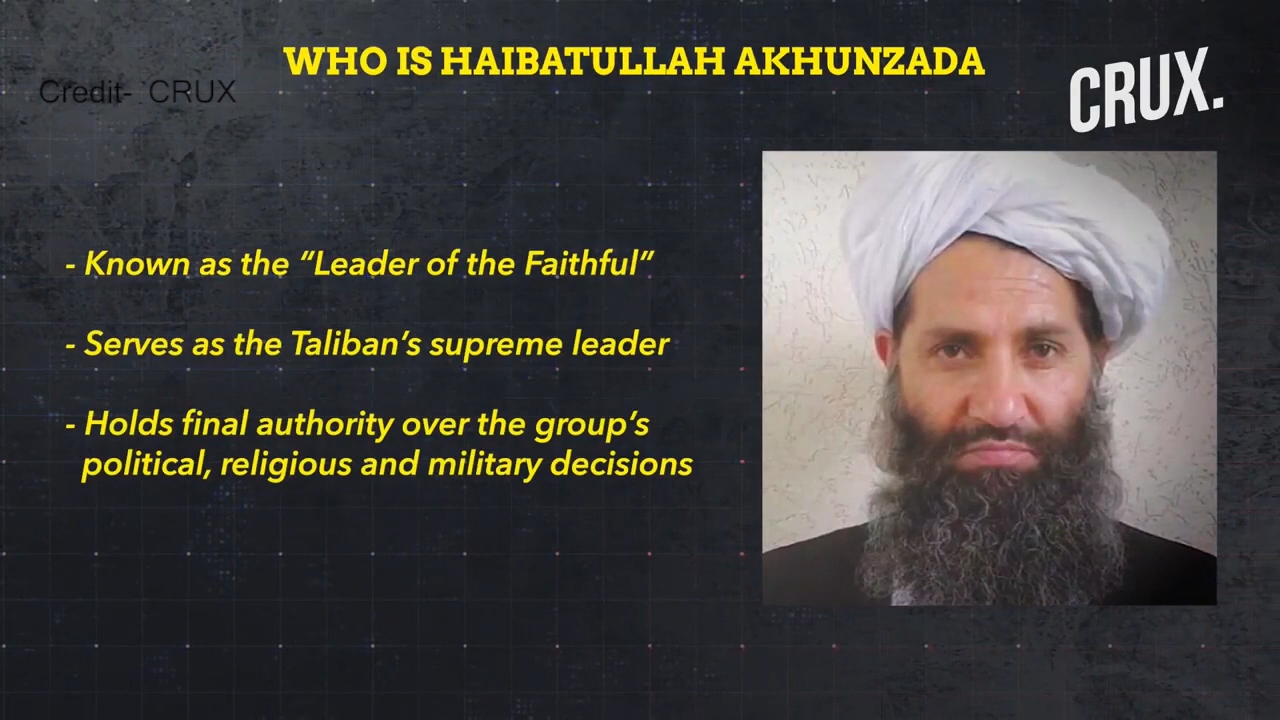 WHO IS HAIBATULLAH AKHUNZADA
Credit- CRUX
CRUX.
- Known as the “Leader of the Faithful”
- Serves as the Taliban’s supreme leader
- Holds final authority over the group’s
political, religious and military decisions